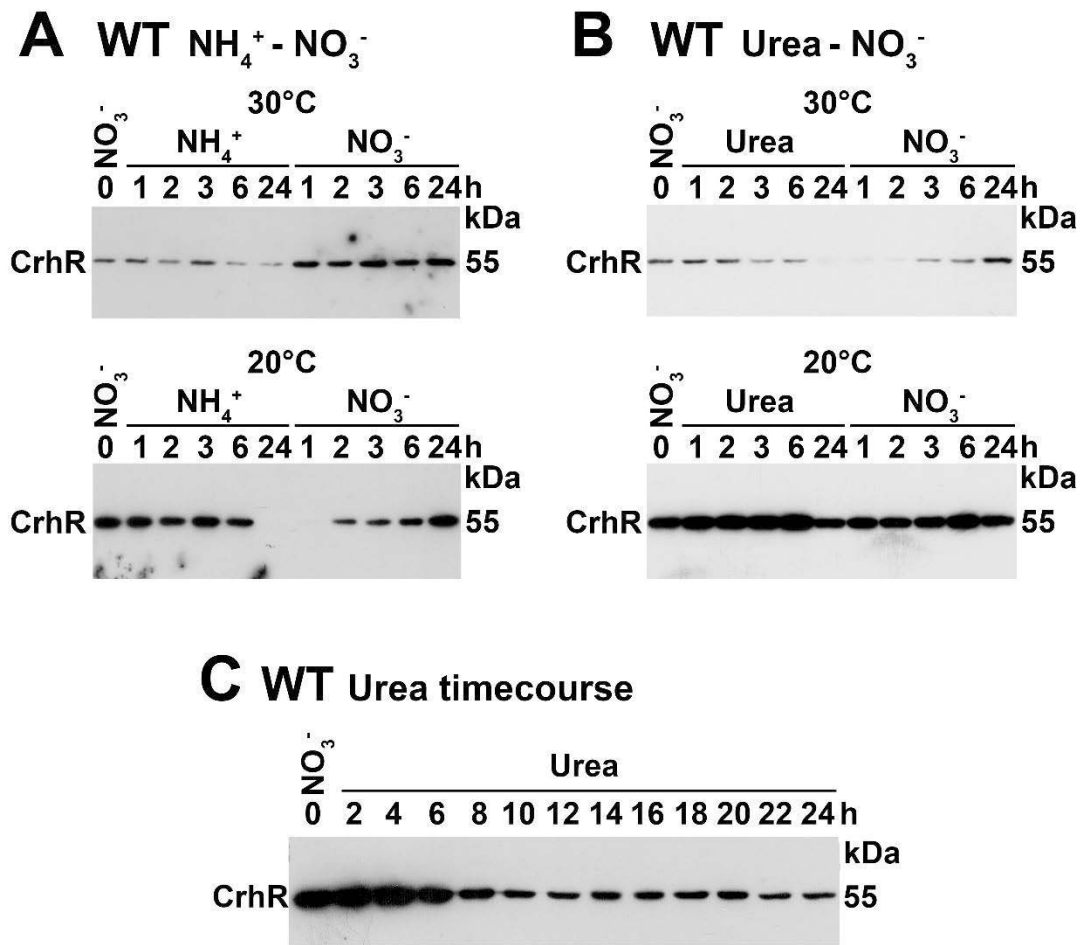 A WT NH₄⁺ - NO₃⁻
30°C
NO₃⁻ NH₄⁺ NO₃⁻
0 1 2 3 6 24 1 2 3 6 24 h
kDa
CrhR 55
20°C
NO₃⁻ NH₄⁺ NO₃⁻
0 1 2 3 6 24 1 2 3 6 24 h
kDa
CrhR 55
B WT Urea - NO₃⁻
30°C
NO₃⁻ Urea NO₃⁻
0 1 2 3 6 24 1 2 3 6 24 h
kDa
CrhR 55
20°C
NO₃⁻ Urea NO₃⁻
0 1 2 3 6 24 1 2 3 6 24 h
kDa
CrhR 55
C WT Urea timecourse
NO₃⁻ Urea
0 2 4 6 8 10 12 14 16 18 20 22 24 h
kDa
CrhR 55